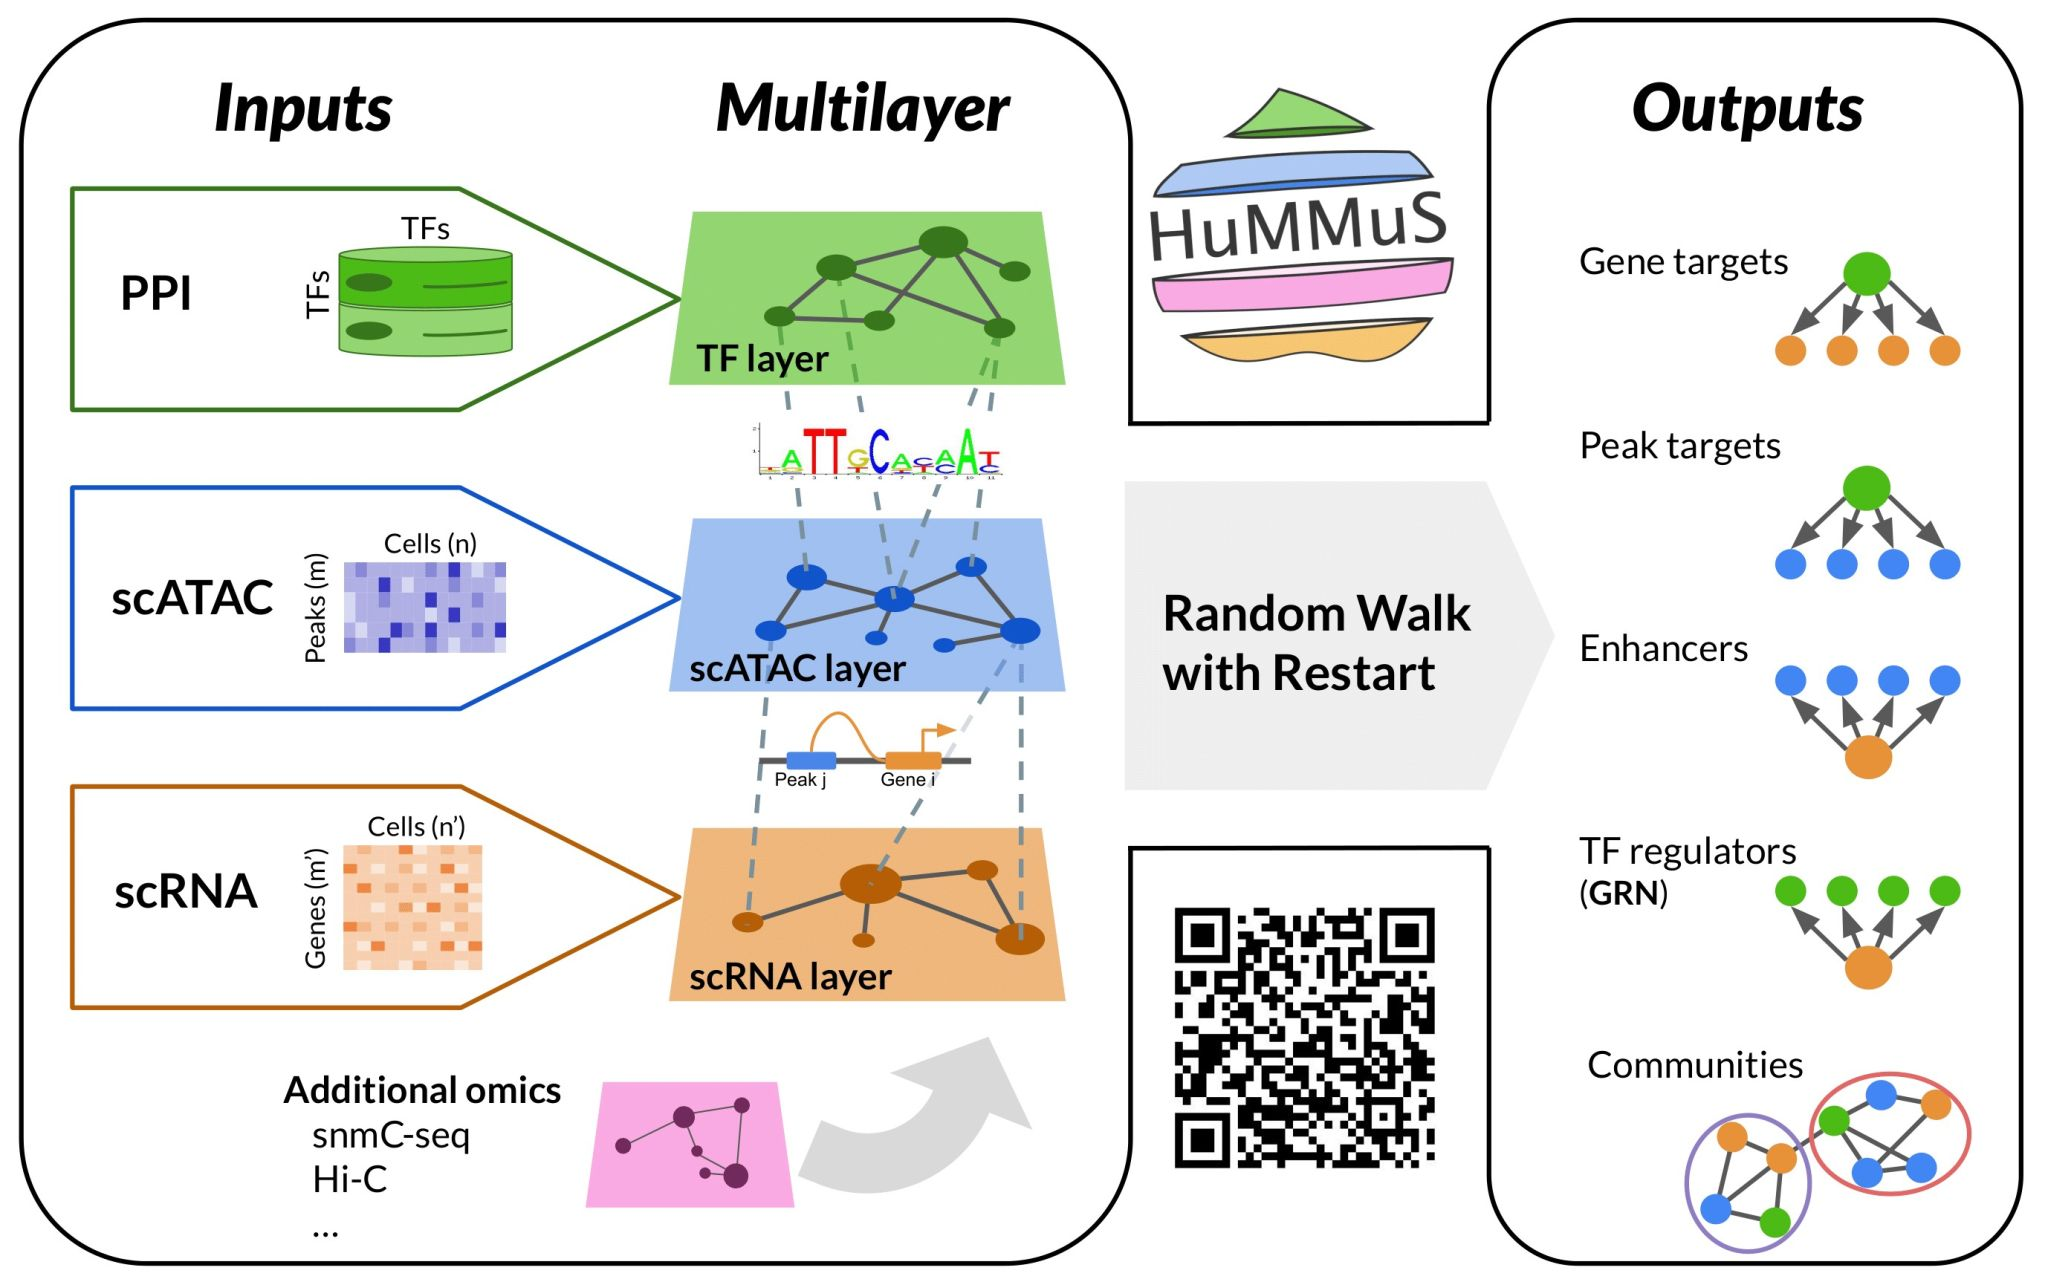 Inputs
Multilayer
Outputs
PPI
TFs
TFs
TF layer
HuMMuS
Gene targets
ATTGCACAAT
Peak targets
scATAC
Cells (n)
Peaks (m)
scATAC layer
Peak j
Gene i
Random Walk
with Restart
Enhancers
scRNA
Cells (n’)
Genes (m’)
scRNA layer
TF regulators
(GRN)
Additional omics
snmC-seq
Hi-C
...
Communities